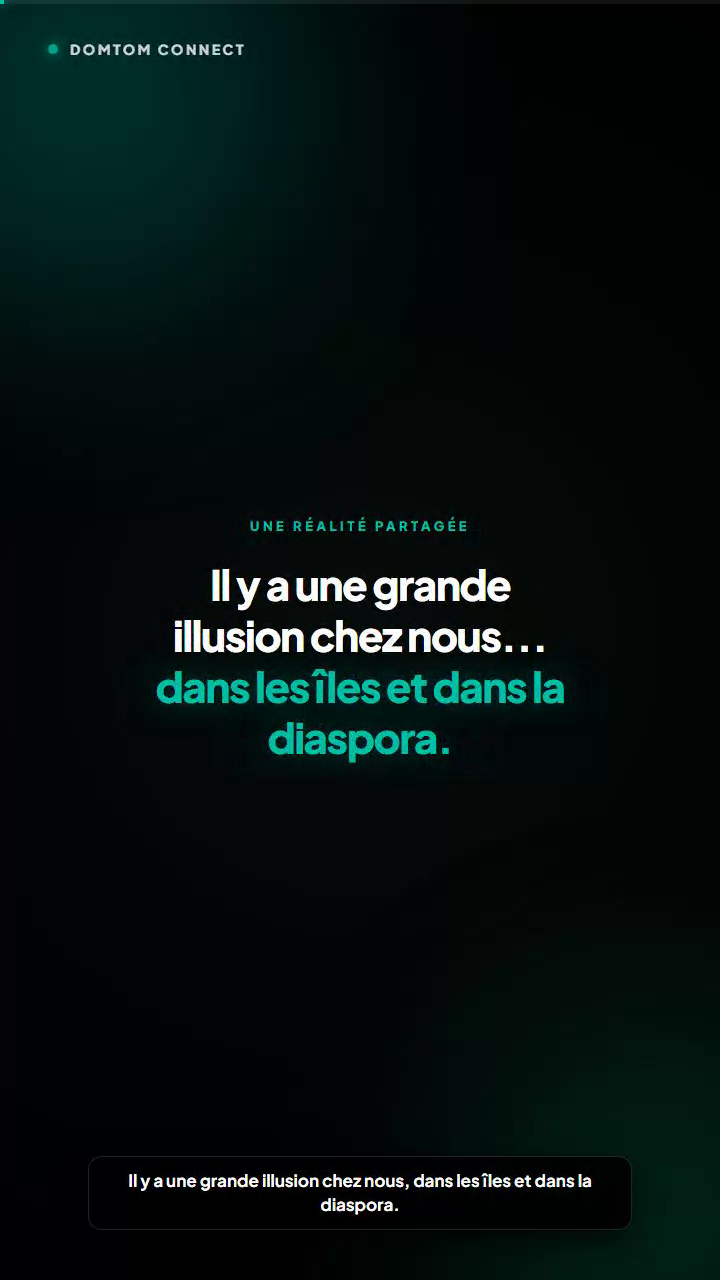 DOMTOM CONNECT
UNE RÉALITÉ PARTAGÉE
Il y a une grande
illusion chez nous...
dans les îles et dans la
diaspora.
Il y a une grande illusion chez nous, dans les îles et dans la
diaspora.